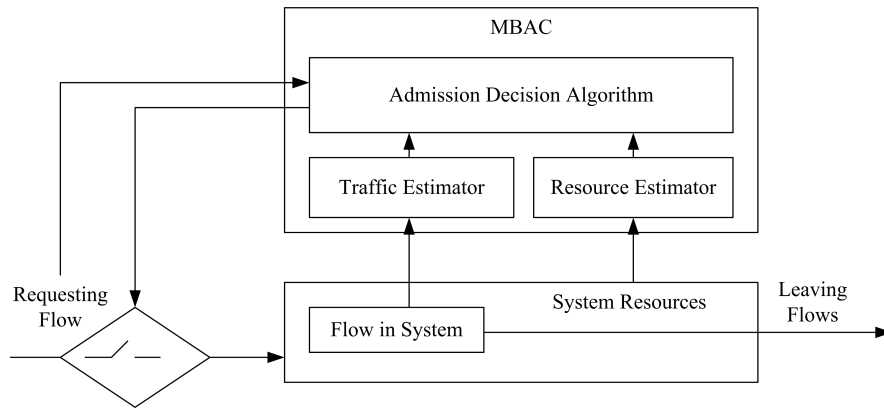 MBAC
Admission Decision Algorithm
Traffic Estimator
Resource Estimator
Requesting
Flow
System Resources
Flow in System
Leaving
Flows